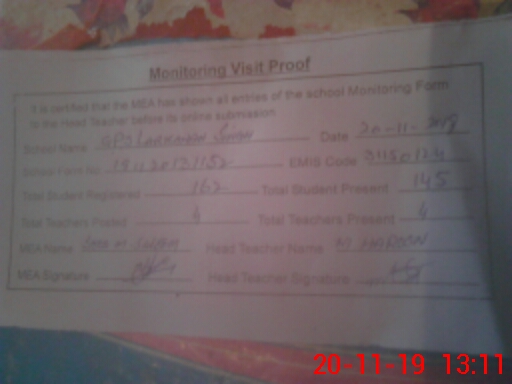 Monitoring Visit Proof
It is certified that the MEA has shown all entries of the school Monitoring Form
to the Head Teacher before its online submission
School Name GPS Date 20-11-2019
School Form No EMIS Code
Total Student Registered 162 Total Student Present 145
Total Teachers Posted 4 Total Teachers Present 4
MEA Name Head Teacher Name M HAROON
MEA Signature Head Teacher Signature
20-11-19 13:11